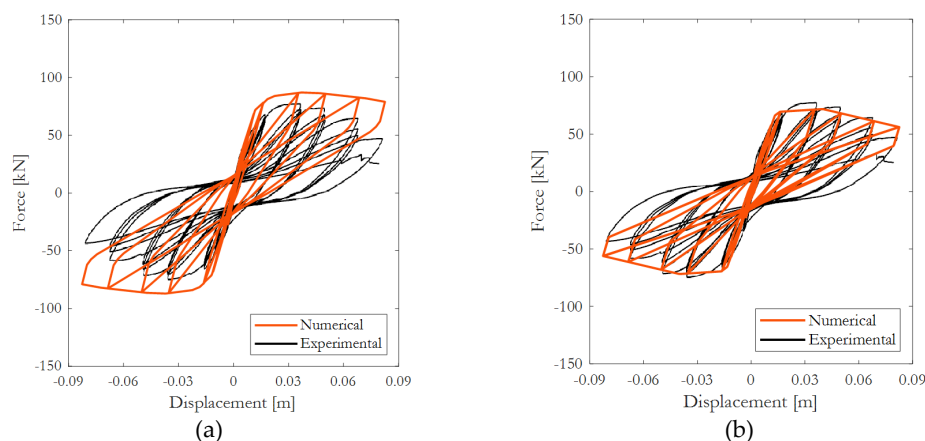 150
100
50
0
-50
-100
-150
Force [kN]
Numerical
Experimental
-0.09 -0.06 -0.03 0 0.03 0.06 0.09
Displacement [m]
(a)
150
100
50
0
-50
-100
-150
Force [kN]
Numerical
Experimental
-0.09 -0.06 -0.03 0 0.03 0.06 0.09
Displacement [m]
(b)